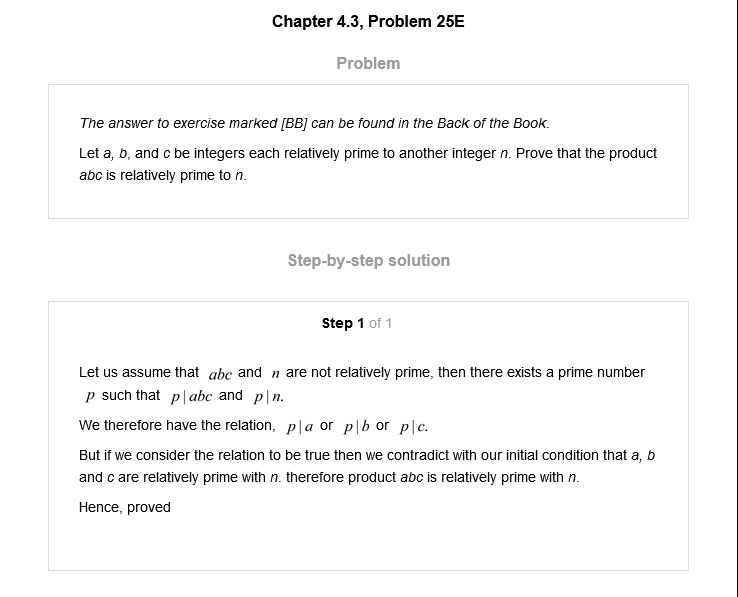 Chapter 4.3, Problem 25E
Problem
The answer to exercise marked [BB] can be found in the Back of the Book.
Let a, b, and c be integers each relatively prime to another integer n. Prove that the product
abc is relatively prime to n.
Step-by-step solution
Step 1 of 1
Let us assume that abc and n are not relatively prime, then there exists a prime number
p such that p|abc and p|n.
We therefore have the relation, p|a or p|b or p|c.
But if we consider the relation to be true then we contradict with our initial condition that a, b
and c are relatively prime with n. therefore product abc is relatively prime with n.
Hence, proved